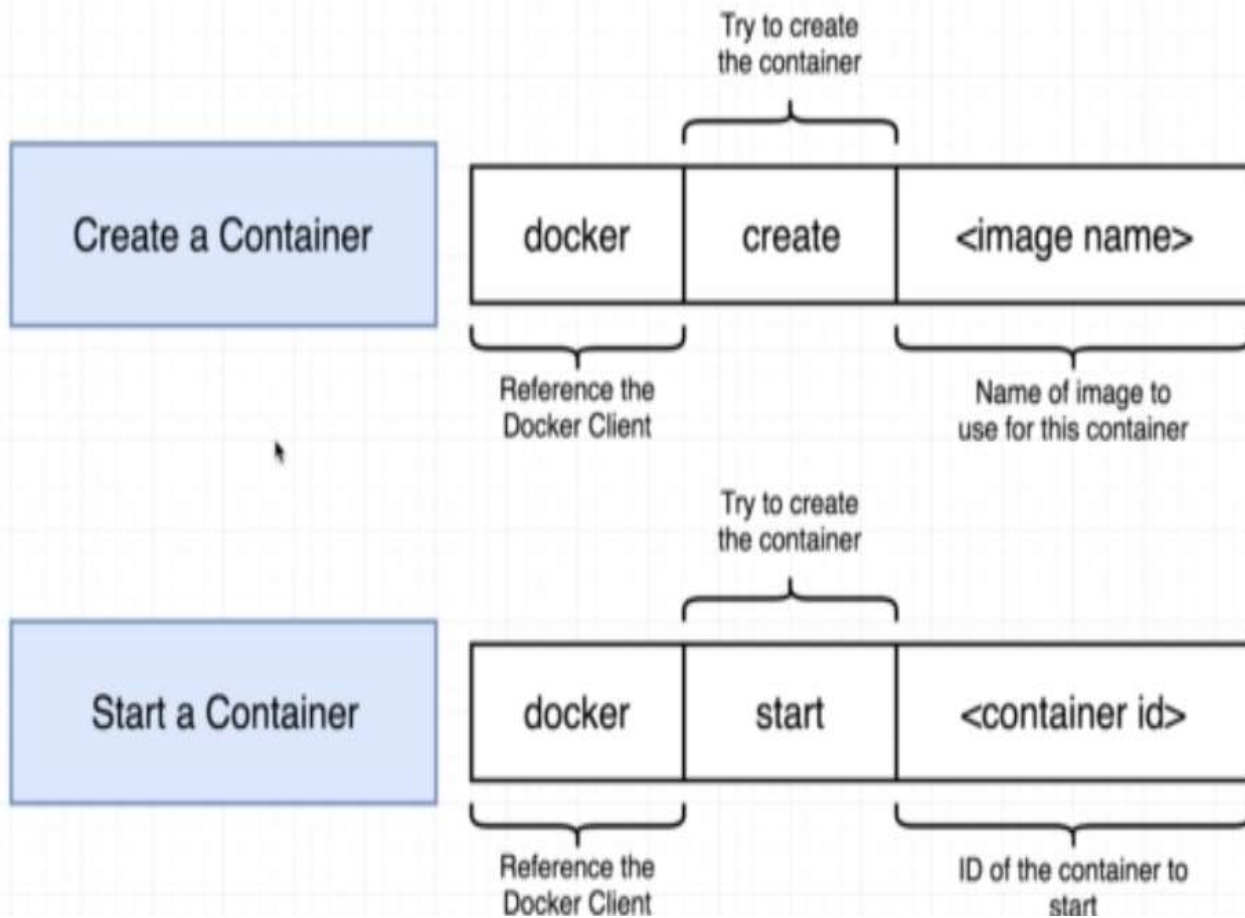 Try to create
the container
Create a Container
docker
create
<image name>
Reference the
Docker Client
Name of image to
use for this container
Try to create
the container
Start a Container
docker
start
<container id>
Reference the
Docker Client
ID of the container to
start